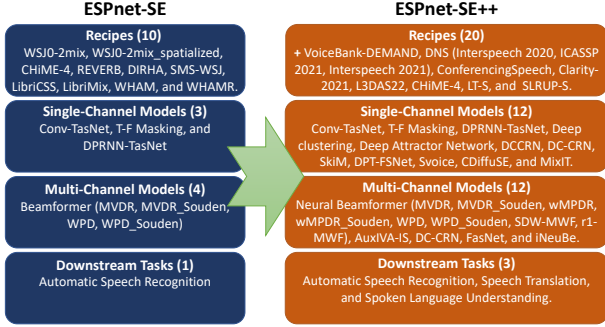 ESPnet-SE
Recipes (10)
WSJ0-2mix, WSJ0-2mix_spatialized,
CHiME-4, REVERB, DIRHA, SMS-WSJ,
LibriCSS, LibriMix, WHAM, and WHAMR.
Single-Channel Models (3)
Conv-TasNet, T-F Masking, and
DPRNN-TasNet
Multi-Channel Models (4)
Beamformer (MVDR, MVDR_Souden,
WPD, WPD_Souden)
Downstream Tasks (1)
Automatic Speech Recognition
ESPnet-SE++
Recipes (20)
+ VoiceBank-DEMAND, DNS (Interspeech 2020, ICASSP
2021, Interspeech 2021), ConferencingSpeech, Clarity-
2021, L3DAS22, CHiME-4, LT-S, and SLRUP-S.
Single-Channel Models (12)
Conv-TasNet, T-F Masking, DPRNN-TasNet, Deep
clustering, Deep Attractor Network, DCCRN, DC-CRN,
SkiM, DPT-FSNet, Svoice, CDiffuSE, and MixIT.
Multi-Channel Models (12)
Neural Beamformer (MVDR, MVDR_Souden, wMPDR,
wMPDR_Souden, WPD, WPD_Souden, SDW-MWF, r1-
MWF), AuxIVA-IS, DC-CRN, FasNet, and iNeuBe.
Downstream Tasks (3)
Automatic Speech Recognition, Speech Translation,
and Spoken Language Understanding.